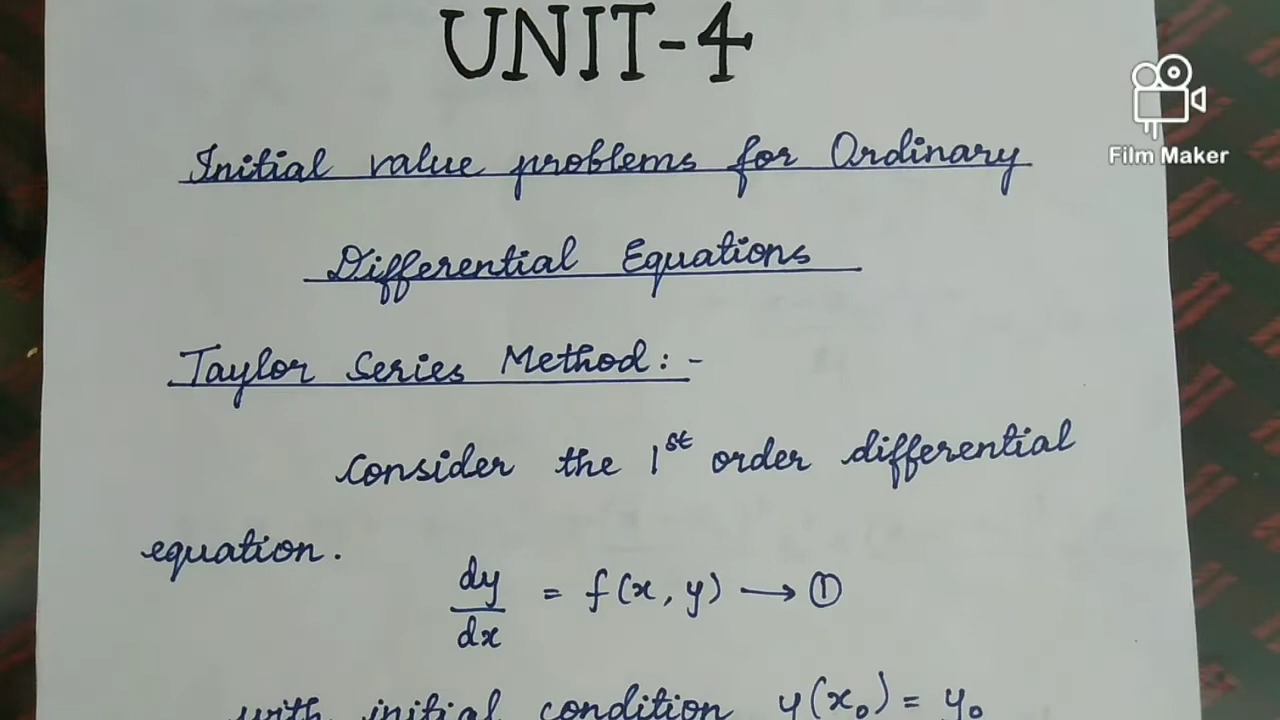 UNIT-4
Film Maker
Initial value problems for Ordinary
Differential Equations
Taylor Series Method:-
consider the 1st order differential
equation.
dy/dx = f(x, y) → ①
with initial condition y(x₀) = y₀